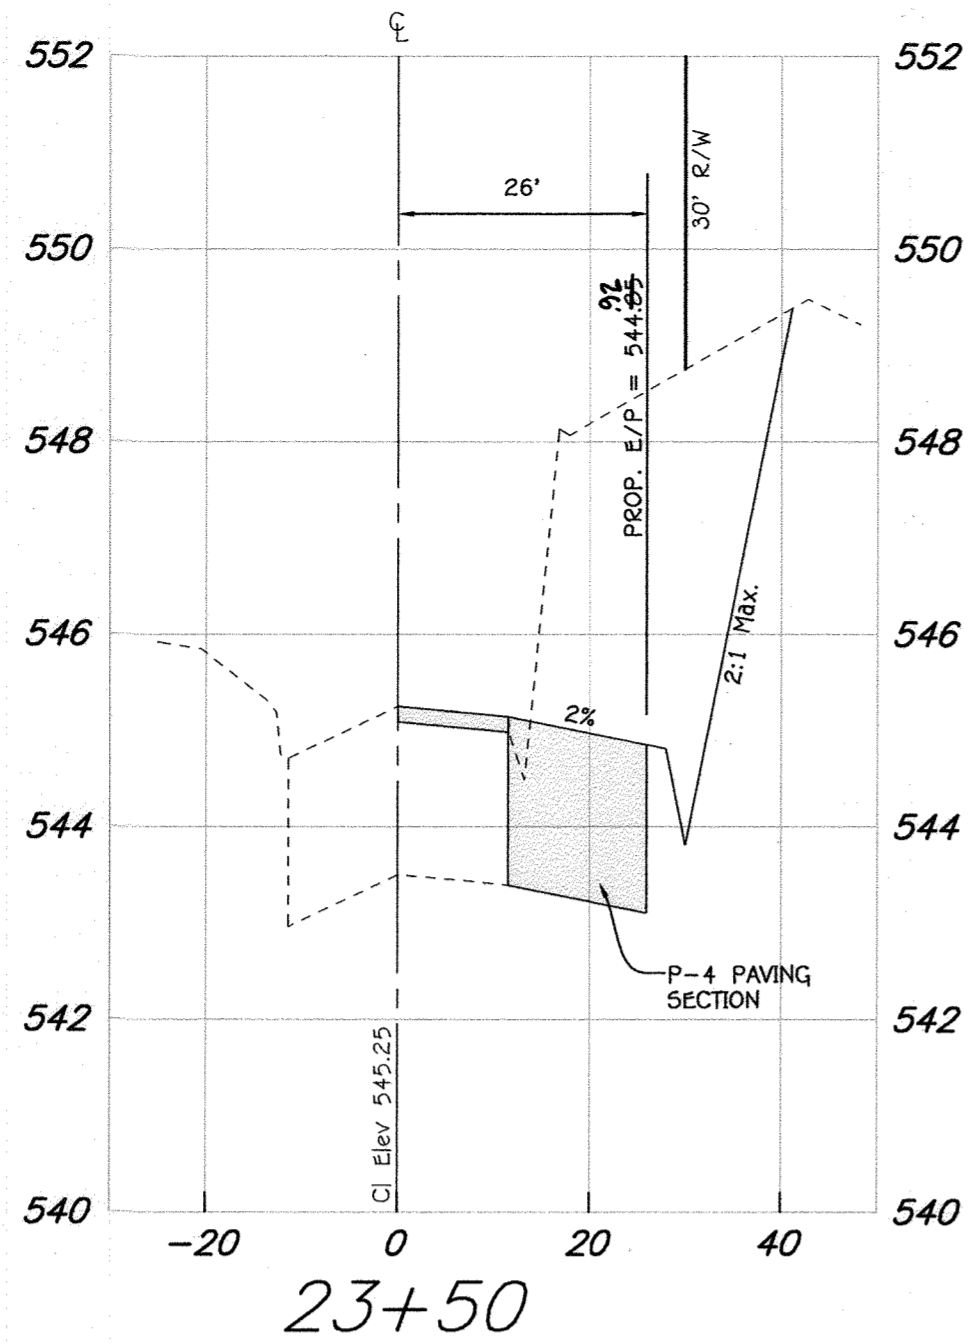 ℄
552 552
26'
30' R/W
550 550
PROP. E/P = 544.85
.92
548 548
546 546
2:1 Max.
2%
544 544
P-4 PAVING
SECTION
542 542
Cl Elev 545.25
540 540
-20 0 20 40
23+50